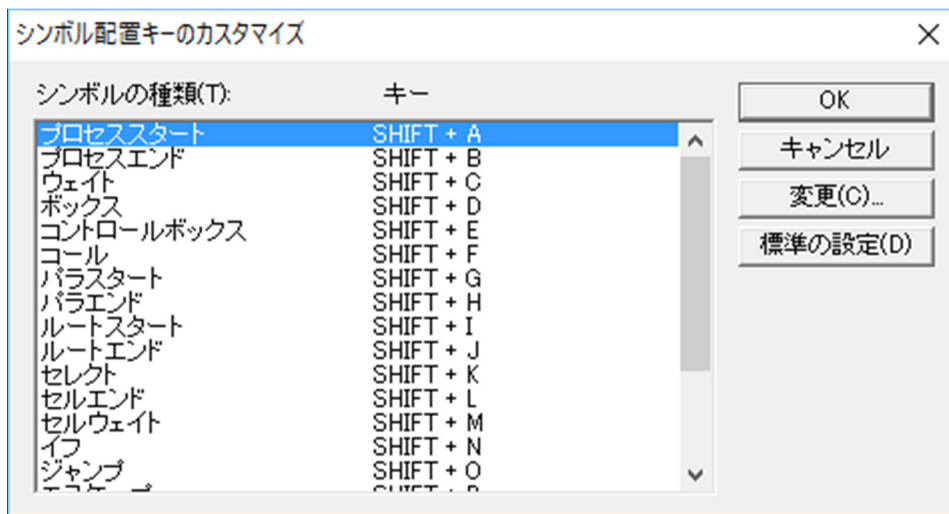 シンボル配置キーのカスタマイズ
シンボルの種類(T): キー
プロセススタート SHIFT + A
プロセスエンド SHIFT + B
ウェイト SHIFT + C
ボックス SHIFT + D
コントロールボックス SHIFT + E
コール SHIFT + F
パラスタート SHIFT + G
パラエンド SHIFT + H
ルートスタート SHIFT + I
ルートエンド SHIFT + J
セレクト SHIFT + K
セルエンド SHIFT + L
セルウェイト SHIFT + M
イフ SHIFT + N
ジャンプ SHIFT + O
OK
キャンセル
変更(C)...
標準の設定(D)